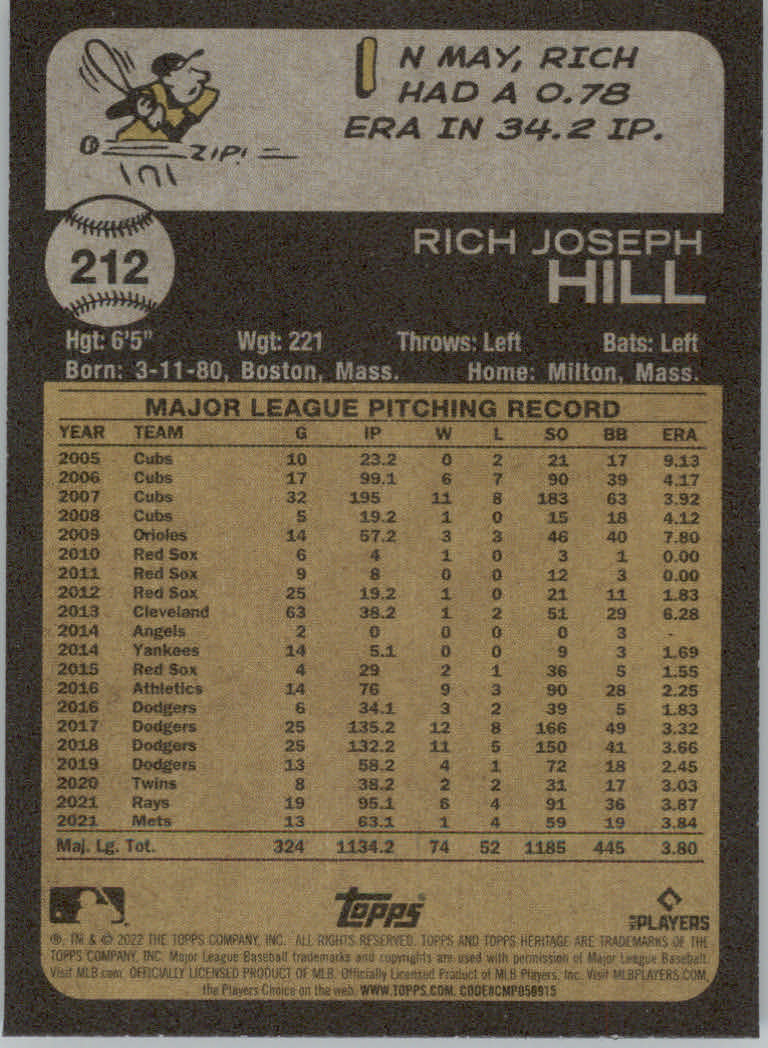 IN MAY, RICH
HAD A 0.78
ERA IN 34.2 IP.
ZIP!
212
RICH JOSEPH
HILL
Hgt: 6'5" Wgt: 221 Throws: Left Bats: Left
Born: 3-11-80, Boston, Mass. Home: Milton, Mass.
MAJOR LEAGUE PITCHING RECORD
YEAR TEAM G IP W L SO BB ERA
2005 Cubs 10 23.2 0 2 21 17 9.13
2006 Cubs 17 99.1 6 7 90 39 4.17
2007 Cubs 32 195 11 8 183 63 3.92
2008 Cubs 5 19.2 1 0 15 18 4.12
2009 Orioles 14 57.2 3 3 46 40 7.80
2010 Red Sox 6 4 1 0 3 1 0.00
2011 Red Sox 9 8 0 0 12 3 0.00
2012 Red Sox 25 19.2 1 0 21 11 1.83
2013 Cleveland 63 38.2 1 2 51 29 6.28
2014 Angels 2 0 0 0 0 3 -
2014 Yankees 14 5.1 0 0 9 3 1.69
2015 Red Sox 4 29 2 1 36 5 1.55
2016 Athletics 14 76 9 3 90 28 2.25
2016 Dodgers 6 34.1 3 2 39 5 1.83
2017 Dodgers 25 135.2 12 8 166 49 3.32
2018 Dodgers 25 132.2 11 5 150 41 3.66
2019 Dodgers 13 58.2 4 1 72 18 2.45
2020 Twins 8 38.2 2 2 31 17 3.03
2021 Rays 19 95.1 6 4 91 36 3.87
2021 Mets 13 63.1 1 4 59 19 3.84
Maj. Lg. Tot. 324 1134.2 74 52 1185 445 3.80
Topps
MLB PLAYERS
®, TM & © 2022 THE TOPPS COMPANY, INC. ALL RIGHTS RESERVED. TOPPS AND TOPPS HERITAGE ARE TRADEMARKS OF THE
TOPPS COMPANY, INC. Major League Baseball trademarks and copyrights are used with permission of Major League Baseball.
Visit MLB.com. OFFICIALLY LICENSED PRODUCT OF MLB. Officially Licensed Product of MLB Players, Inc. Visit MLBPLAYERS.COM,
the Players Choice on the web. WWW.TOPPS.COM. CODE#CMP056915